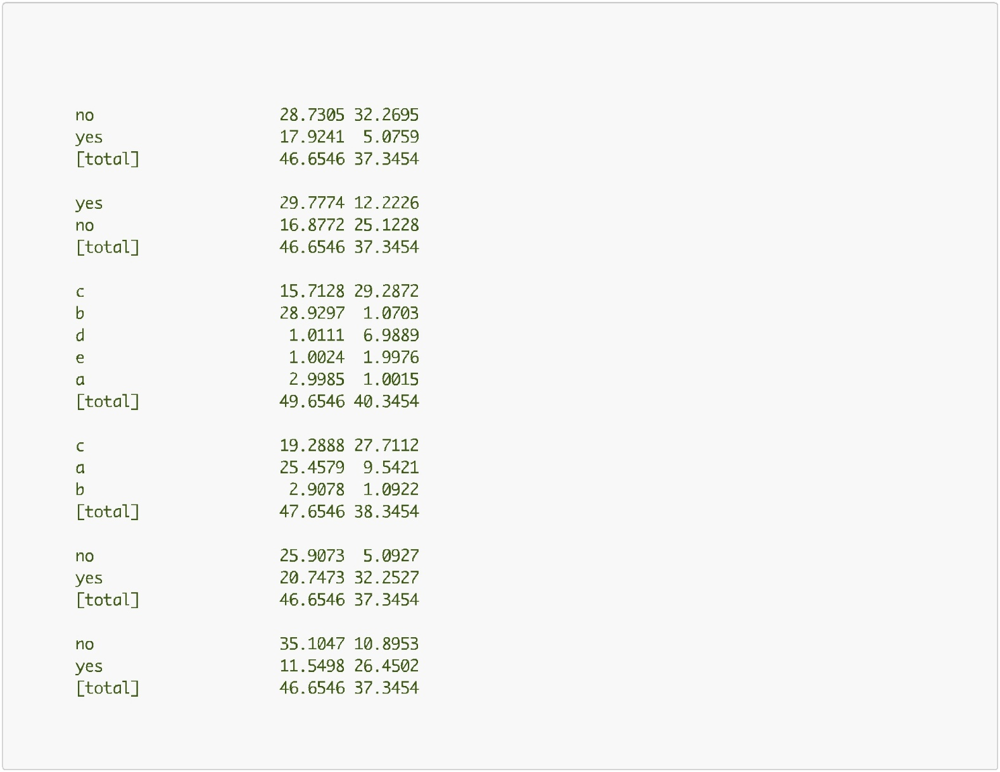 no 28.7305 32.2695
yes 17.9241 5.0759
[total] 46.6546 37.3454
yes 29.7774 12.2226
no 16.8772 25.1228
[total] 46.6546 37.3454
c 15.7128 29.2872
b 28.9297 1.0703
d 1.0111 6.9889
e 1.0024 1.9976
a 2.9985 1.0015
[total] 49.6546 40.3454
c 19.2888 27.7112
a 25.4579 9.5421
b 2.9078 1.0922
[total] 47.6546 38.3454
no 25.9073 5.0927
yes 20.7473 32.2527
[total] 46.6546 37.3454
no 35.1047 10.8953
yes 11.5498 26.4502
[total] 46.6546 37.3454